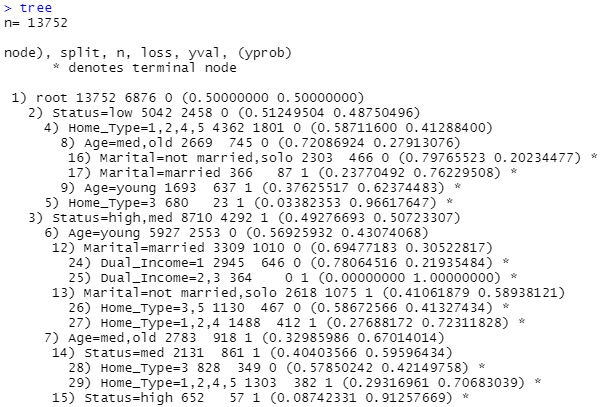 > tree
n= 13752

node), split, n, loss, yval, (yprob)
      * denotes terminal node

 1) root 13752 6876 0 (0.50000000 0.50000000)
   2) Status=low 5042 2458 0 (0.51249504 0.48750496)
     4) Home_Type=1,2,4,5 4362 1801 0 (0.58711600 0.41288400)
       8) Age=med,old 2669  745 0 (0.72086924 0.27913076)
        16) Marital=not married,solo 2303  466 0 (0.79765523 0.20234477) *
        17) Marital=married 366   87 1 (0.23770492 0.76229508) *
       9) Age=young 1693  637 1 (0.37625517 0.62374483) *
     5) Home_Type=3 680   23 1 (0.03382353 0.96617647) *
   3) Status=high,med 8710 4292 1 (0.49276693 0.50723307)
     6) Age=young 5927 2553 0 (0.56925932 0.43074068)
      12) Marital=married 3309 1010 0 (0.69477183 0.30522817)
        24) Dual_Income=1 2945  646 0 (0.78064516 0.21935484) *
        25) Dual_Income=2,3 364    0 1 (0.00000000 1.00000000) *
      13) Marital=not married,solo 2618 1075 1 (0.41061879 0.58938121)
        26) Home_Type=3,5 1130  467 0 (0.58672566 0.41327434) *
        27) Home_Type=1,2,4 1488  412 1 (0.27688172 0.72311828) *
     7) Age=med,old 2783  918 1 (0.32985986 0.67014014)
      14) Status=med 2131  861 1 (0.40403566 0.59596434)
        28) Home_Type=3 828  349 0 (0.57850242 0.42149758) *
        29) Home_Type=1,2,4,5 1303  382 1 (0.29316961 0.70683039) *
      15) Status=high 652   57 1 (0.08742331 0.91257669) *